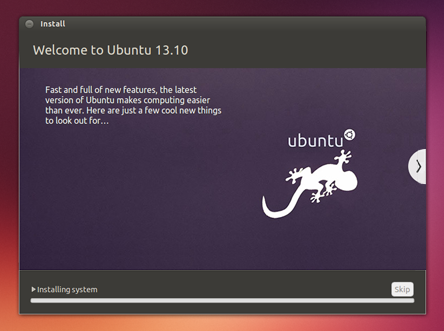 Install
Welcome to Ubuntu 13.10
Fast and full of new features, the latest
version of Ubuntu makes computing easier
than ever. Here are just a few cool new things
to look out for...
ubuntu
Installing system
Skip